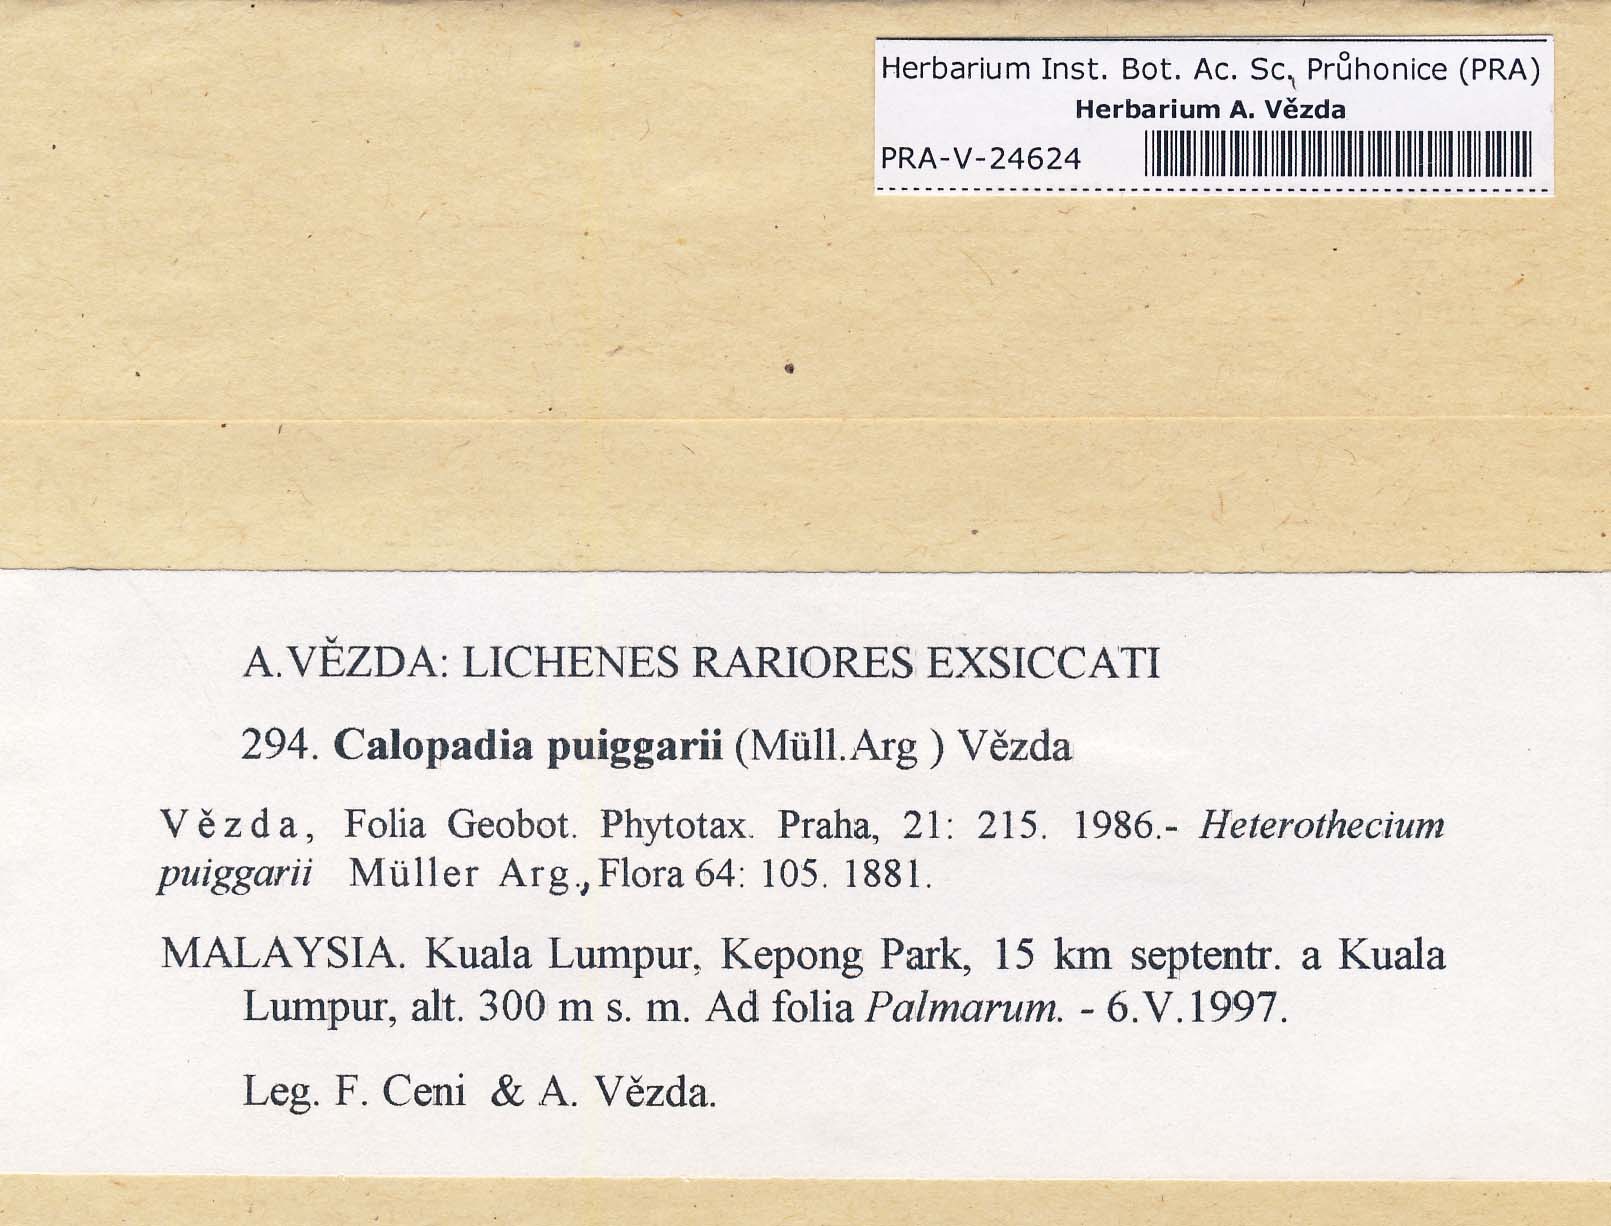 Herbarium Inst. Bot. Ac. Sc. Průhonice (PRA)
Herbarium A. Vězda
PRA-V-24624
A.VĚZDA: LICHENES RARIORES EXSICCATI
294. Calopadia puiggarii (Müll.Arg ) Vězda
Vězda, Folia Geobot. Phytotax. Praha, 21: 215. 1986.- Heterothecium
puiggarii Müller Arg., Flora 64: 105. 1881.
MALAYSIA. Kuala Lumpur, Kepong Park, 15 km septentr. a Kuala
Lumpur, alt. 300 m s. m. Ad folia Palmarum. - 6.V.1997.
Leg. F. Ceni & A. Vězda.